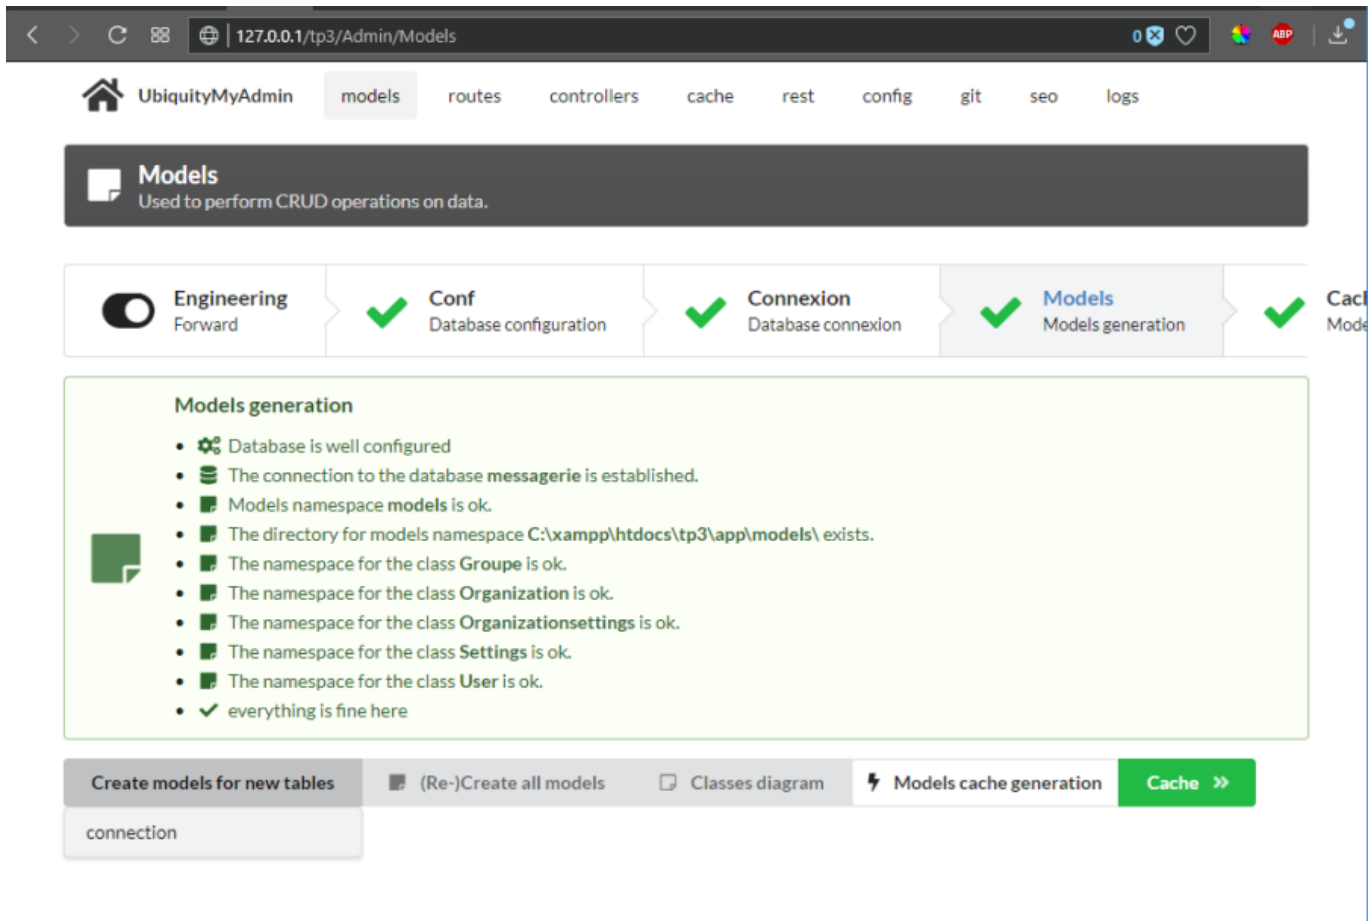 127.0.0.1/tp3/Admin/Models 0 ABP
UbiquityMyAdmin models routes controllers cache rest config git seo logs
Models
Used to perform CRUD operations on data.
Engineering Conf Connexion Models Cacl
Forward Database configuration Database connexion Models generation Mode
Models generation
Database is well configured
The connection to the database messagerie is established.
Models namespace models is ok.
The directory for models namespace C:\xampp\htdocs\tp3\app\models\ exists.
The namespace for the class Groupe is ok.
The namespace for the class Organization is ok.
The namespace for the class Organizationsettings is ok.
The namespace for the class Settings is ok.
The namespace for the class User is ok.
everything is fine here
Create models for new tables (Re-)Create all models Classes diagram Models cache generation Cache
connection